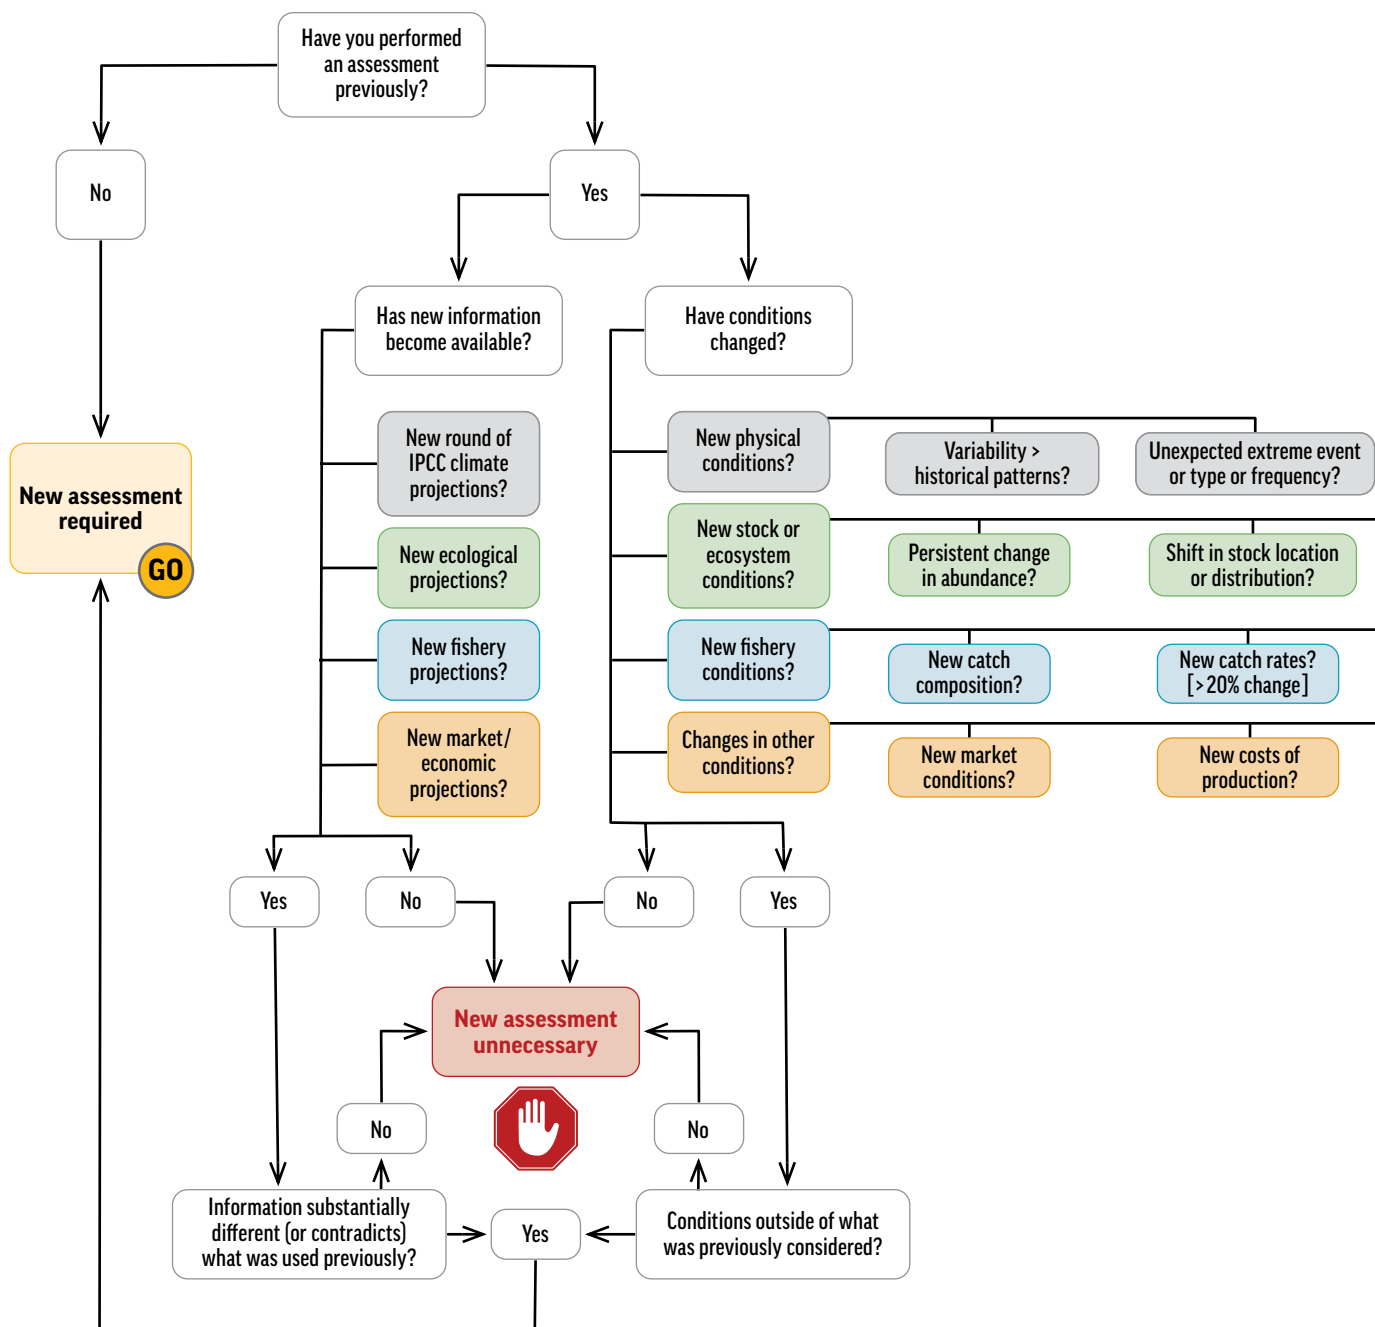 Have you performed
an assessment
previously?
No
Yes
Has new information
become available?
Have conditions
changed?
New round of
IPCC climate
projections?
New physical
conditions?
Variability >
historical patterns?
Unexpected extreme event
or type or frequency?
New assessment
required
GO
New ecological
projections?
New stock or
ecosystem
conditions?
Persistent change
in abundance?
Shift in stock location
or distribution?
New fishery
projections?
New fishery conditions?
New catch
composition?
New catch rates?
[>20% change]
New market/
economic
projections?
Changes in other
conditions?
New market
conditions?
New costs of
production?
Yes
No
No
Yes
New assessment
unnecessary
No
No
Information substantially
different (or contradicts)
what was used previously?
Yes
Conditions outside of what
was previously considered?